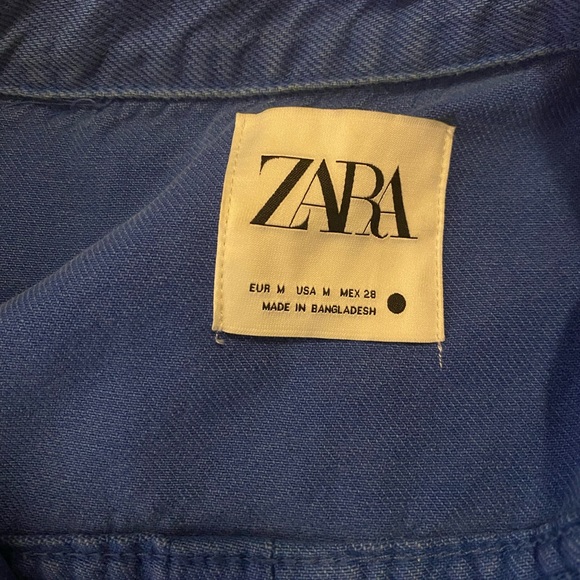 ZARA
EUR M USA M MEX 28
MADE IN BANGLADESH